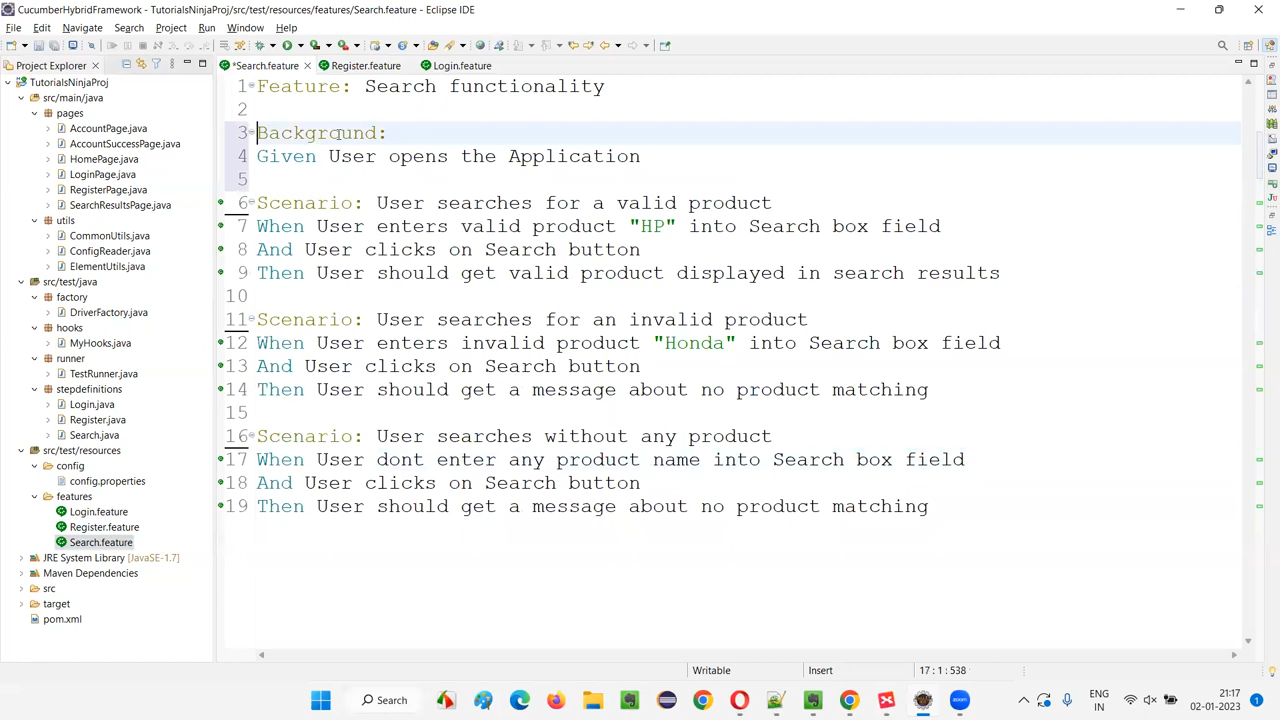 CucumberHybridFramework - TutorialsNinjaProj/src/test/resources/features/Search.feature - Eclipse IDE
File Edit Navigate Search Project Run Window Help
Project Explorer
*Search.feature Register.feature Login.feature
TutorialsNinjaProj
src/main/java
pages
AccountPage.java
AccountSuccessPage.java
HomePage.java
LoginPage.java
RegisterPage.java
SearchResultsPage.java
utils
CommonUtils.java
ConfigReader.java
ElementUtils.java
src/test/java
factory
DriverFactory.java
hooks
MyHooks.java
runner
TestRunner.java
stepdefinitions
Login.java
Register.java
Search.java
src/test/resources
config
config.properties
features
Login.feature
Register.feature
Search.feature
JRE System Library [JavaSE-1.7]
Maven Dependencies
src
target
pom.xml
1 Feature: Search functionality
2
3 Background:
4 Given User opens the Application
5
6 Scenario: User searches for a valid product
7 When User enters valid product "HP" into Search box field
8 And User clicks on Search button
9 Then User should get valid product displayed in search results
10
11 Scenario: User searches for an invalid product
12 When User enters invalid product "Honda" into Search box field
13 And User clicks on Search button
14 Then User should get a message about no product matching
15
16 Scenario: User searches without any product
17 When User dont enter any product name into Search box field
18 And User clicks on Search button
19 Then User should get a message about no product matching
Writable Insert 17 : 1 : 538
Search
ENG
IN
21:17
02-01-2023
1